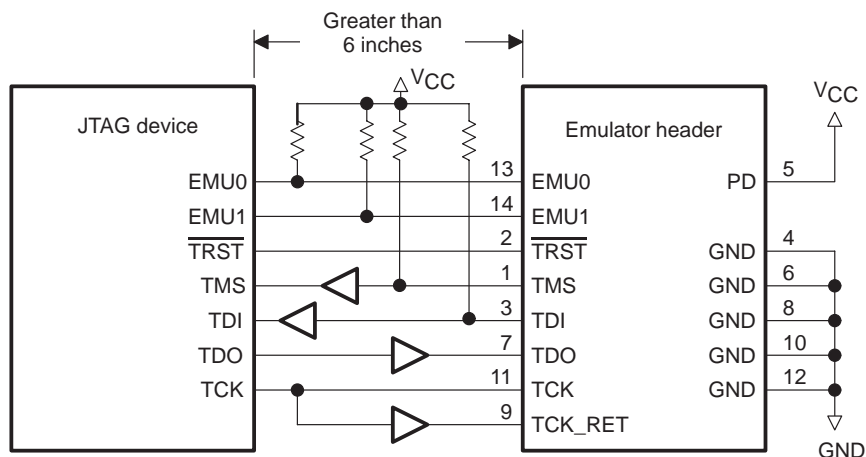 Greater than
6 inches
VCC
VCC
JTAG device
Emulator header
EMU0 13 EMU0 PD 5
EMU1 14 EMU1
TRST 2 TRST GND 4
TMS 1 TMS GND 6
TDI 3 TDI GND 8
TDO 7 TDO GND 10
TCK 11 TCK GND 12
9 TCK_RET
GND